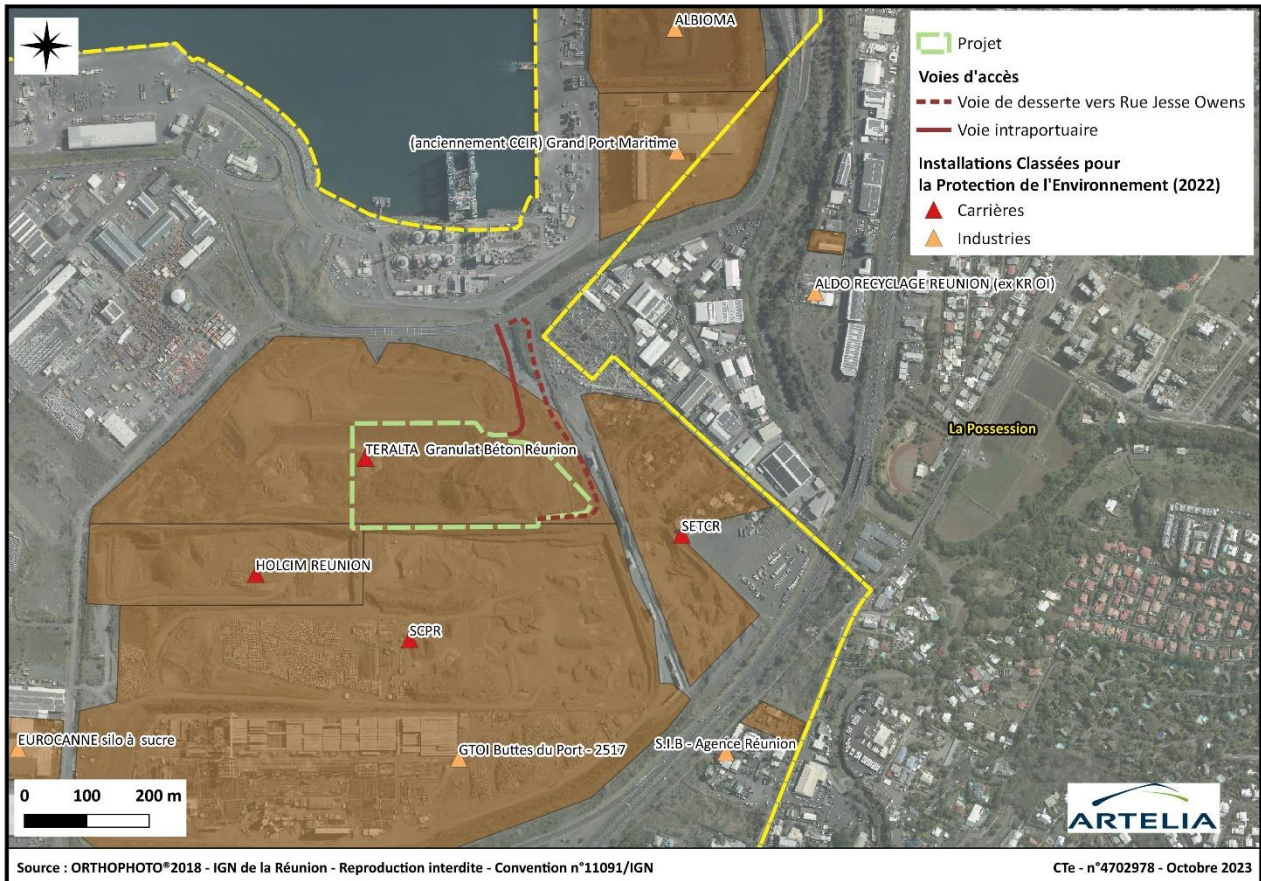 ALBIOMA
Projet
Voies d'accès
Voie de desserte vers Rue Jesse Owens
Voie intraportuaire
Installations Classées pour
la Protection de l'Environnement (2022)
Carrières
Industries
(anciennement CCIR) Grand Port Maritime
ALDO RECYCLAGE REUNION (ex KR OI)
La Possession
TERALTA Granulat Béton Réunion
SETCR
HOLCIM REUNION
SCPR
EUROCANNE silo à sucre
GTOI Buttes du Port - 2517
S.I.B - Agence Réunion
0 100 200 m
ARTELIA
Source : ORTHOPHOTO®2018 - IGN de la Réunion - Reproduction interdite - Convention n°11091/IGN
CTe - n°4702978 - Octobre 2023